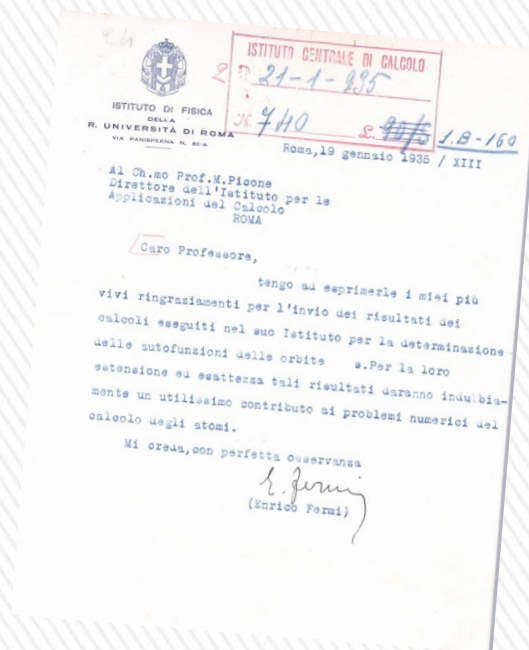 24
ISTITUTO CENTRALE DI CALCOLO
2
21-1-935
N. 740
1.B-160
ISTITUTO DI FISICA
DELLA
R. UNIVERSITÀ DI ROMA
VIA PANISPERNA N. 89-A
Roma,19 gennaio 1935 / XIII
Al Ch.mo Prof.M.Picone
Direttore dell'Istituto per le
Applicazioni del Calcolo
ROMA
Caro Professore,
tengo ad esprimerle i miei più
vivi ringraziamenti per l'invio dei risultati dei
calcoli eseguiti nel suo Istituto per la determinazione
delle autofunzioni delle orbite s.Per la loro
estensione ed esattezza tali risultati daranno indubbia-
mente un utilissimo contributo ai problemi numerici del
calcolo degli atomi.
Mi creda,con perfetta osservanza
E. Fermi
(Enrico Fermi)